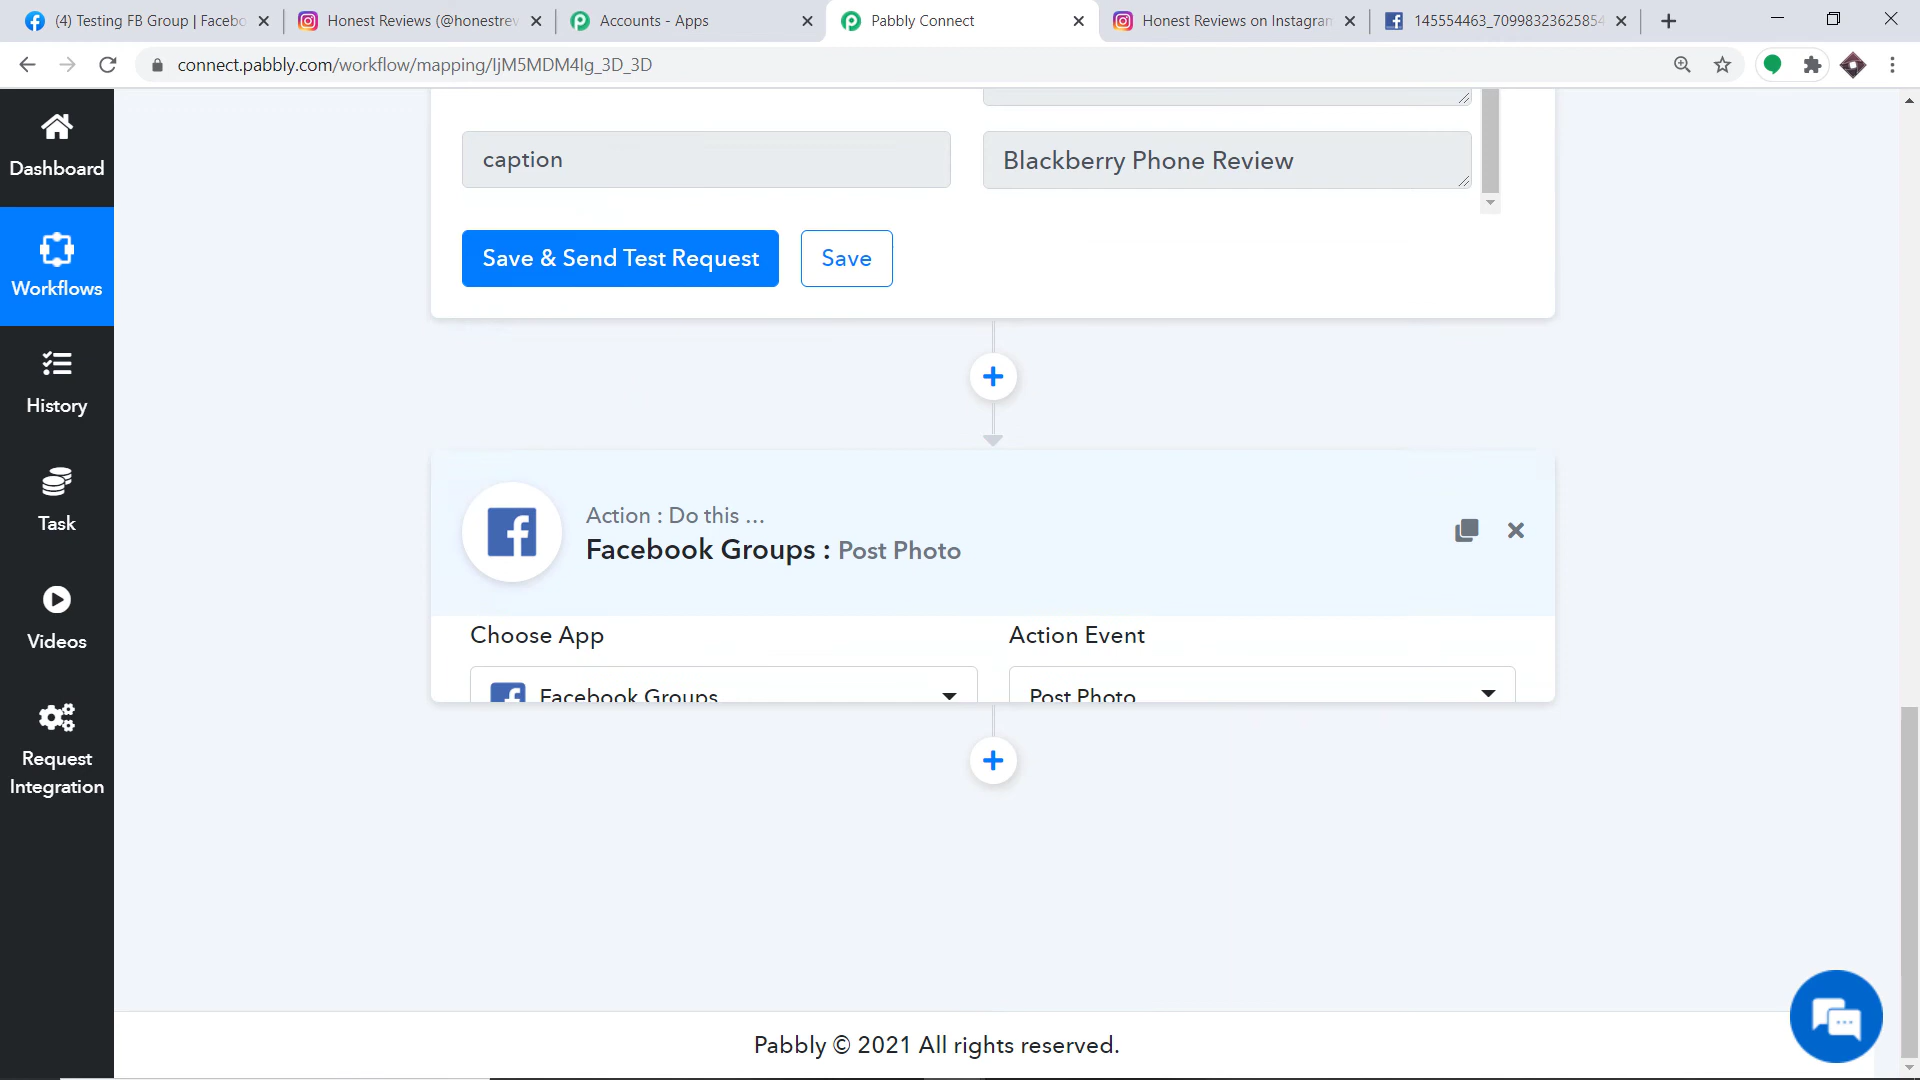 (4) Testing FB Group | Facebo
Honest Reviews (@honestrev
Accounts - Apps
Pabbly Connect
Honest Reviews on Instagram
145554463_70998323625854
connect.pabbly.com/workflow/mapping/IjM5MDM4Ig_3D_3D
Dashboard
Workflows
History
Task
Videos
Request
Integration
caption
Blackberry Phone Review
Save & Send Test Request
Save
Action : Do this ...
Facebook Groups : Post Photo
Choose App
Action Event
Facebook Groups
Post Photo
Pabbly © 2021 All rights reserved.